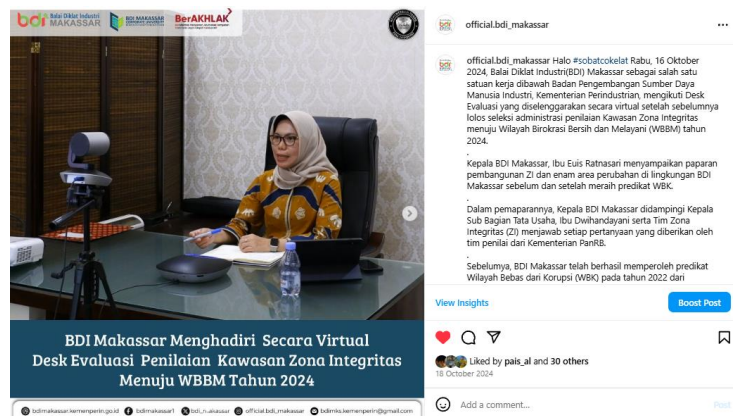 bdi Balai Diklat Industri
MAKASSAR
BDI MAKASSAR
BerAKHLAK
BDI Makassar Menghadiri Secara Virtual
Desk Evaluasi Penilaian Kawasan Zona Integritas
Menuju WBBM Tahun 2024
bdimakassar.kemenperin.go.id bdimakassar1 official.bdi_makassar bdimks.kemenperin@gmail.com
official.bdi_makassar
official.bdi_makassar Halo #sobatcokelat Rabu, 16 Oktober
2024, Balai Diklat Industri(BDI) Makassar sebagai salah satu
satuan kerja dibawah Badan Pengembangan Sumber Daya
Manusia Industri, Kementerian Perindustrian, mengikuti Desk
Evaluasi yang diselenggarakan secara virtual setelah sebelumnya
lolos seleksi administrasi penilaian Kawasan Zona Integritas
menuju Wilayah Birokrasi Bersih dan Melayani (WBBM) tahun
2024.
.
Kepala BDI Makassar, Ibu Euis Ratnasari menyampaikan paparan
pembangunan ZI dan enam area perubahan di lingkungan BDI
Makassar sebelum dan setelah meraih predikat WBK.
.
Dalam pemaparannya, Kepala BDI Makassar didampingi Kepala
Sub Bagian Tata Usaha, Ibu Dwihandayani serta Tim Zona
Integritas (ZI) menjawab setiap pertanyaan yang diberikan oleh
tim penilai dari Kementerian PanRB.
.
Sebelumya, BDI Makassar telah berhasil memperoleh predikat
Wilayah Bebas dari Korupsi (WBK) pada tahun 2022 dari
View Insights
Boost Post
Liked by pais_al and 30 others
18 October 2024
Add a comment...
Post